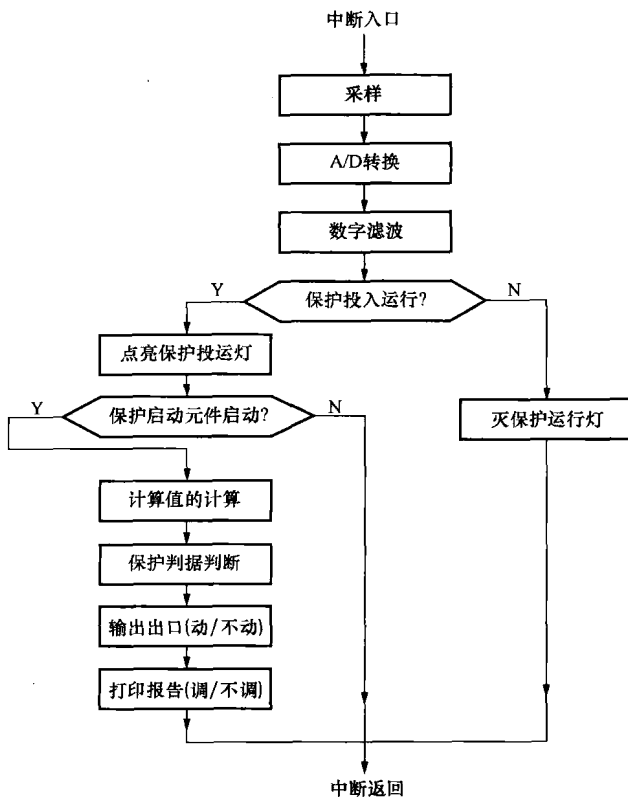 中断入口
采样
A/D转换
数字滤波
保护投入运行?
Y
N
点亮保护投运灯
保护启动元件启动?
Y
N
灭保护运行灯
计算值的计算
保护判据判断
输出出口(动/不动)
打印报告(调/不调)
中断返回